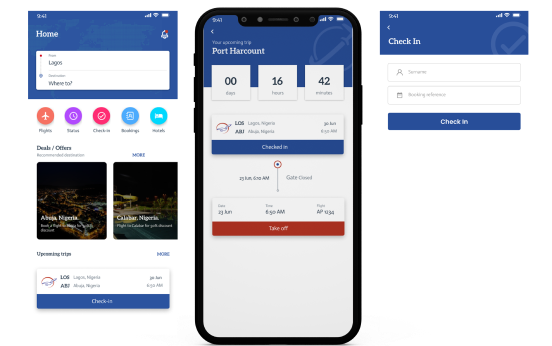 9:41
Home
From
Lagos
Destination
Where to?
Flights
Status
Check-in
Bookings
Hotels
Deals / Offers
Recommended destination
MORE
Abuja, Nigeria.
Book a flight to Abuja for 50% discount
Calabar, Nigeria.
Flight to Calabar for 50% discount
Upcoming trips
MORE
LOS Lagos, Nigeria 30 Jun
ABJ Abuja, Nigeria 6:50 AM
Check-in
9:41
Your upcoming trip
Port Harcourt
00
days
16
hours
42
minutes
LOS Lagos, Nigeria 30 Jun
ABJ Abuja, Nigeria 6:50 AM
Checked in
23 Jun, 6:10 AM
Gate Closed
Date
23 Jun
Time
6:50 AM
Flight
AP 1234
Take off
9:41
Check In
Surname
Booking reference
Check In